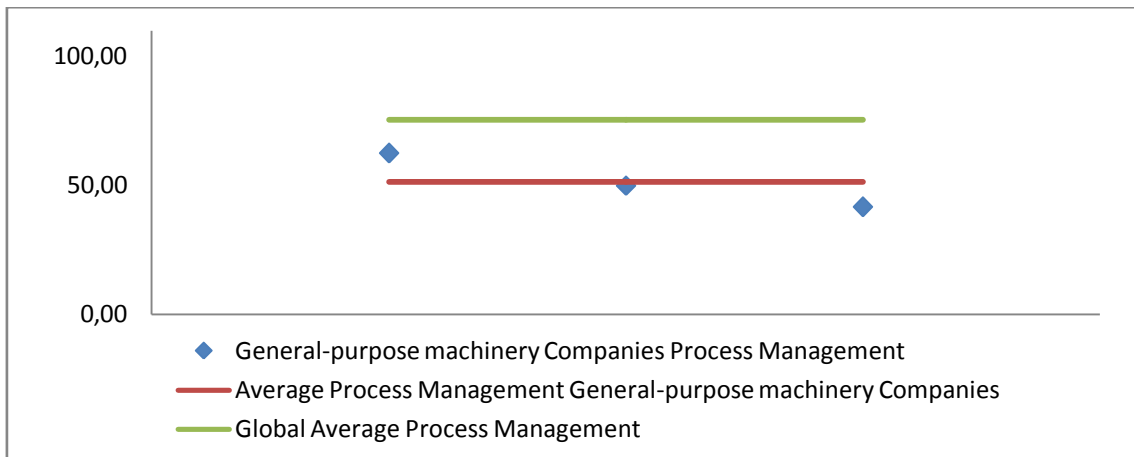 100,00
50,00
0,00
General-purpose machinery Companies Process Management
Average Process Management General-purpose machinery Companies
Global Average Process Management